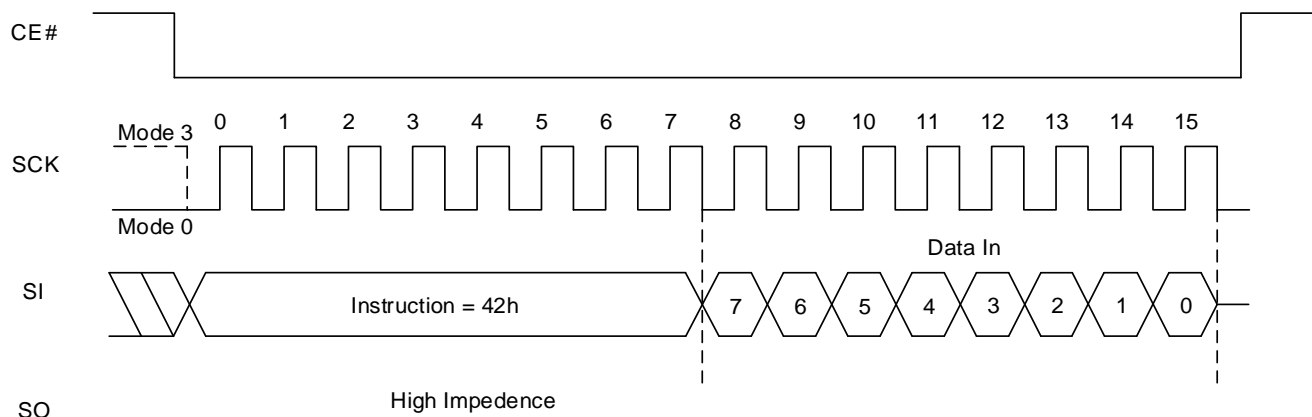 CE#
Mode 3
0 1 2 3 4 5 6 7 8 9 10 11 12 13 14 15
SCK
Mode 0
Data In
SI
Instruction = 42h
7 6 5 4 3 2 1 0
High Impedence
SO